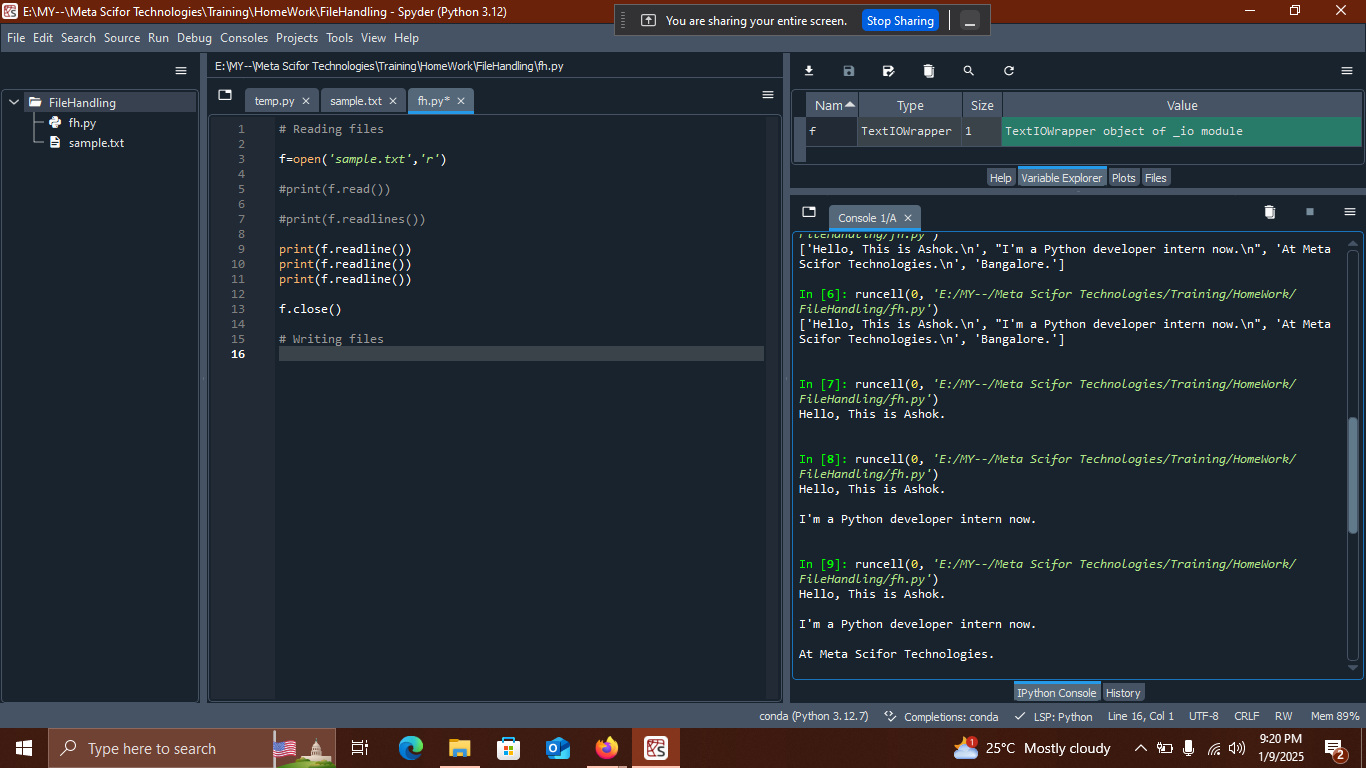 E:\MY--\Meta Scifor Technologies\Training\HomeWork\FileHandling - Spyder (Python 3.12)
You are sharing your entire screen.
Stop Sharing
File Edit Search Source Run Debug Consoles Projects Tools View Help
E:\MY--\Meta Scifor Technologies\Training\HomeWork\FileHandling\fh.py
FileHandling
fh.py
sample.txt
temp.py
sample.txt
fh.py*
1 # Reading files
2
3 f=open('sample.txt','r')
4
5 #print(f.read())
6
7 #print(f.readlines())
8
9 print(f.readline())
10 print(f.readline())
11 print(f.readline())
12
13 f.close()
14
15 # Writing files
16
Nam Type Size Value
f TextIOWrapper 1 TextIOWrapper object of _io module
Help Variable Explorer Plots Files
Console 1/A
FileHandling/fh.py')
['Hello, This is Ashok.\n', "I'm a Python developer intern now.\n", 'At Meta
Scifor Technologies.\n', 'Bangalore.']
In [6]: runcell(0, 'E:/MY--/Meta Scifor Technologies/Training/HomeWork/
FileHandling/fh.py')
['Hello, This is Ashok.\n', "I'm a Python developer intern now.\n", 'At Meta
Scifor Technologies.\n', 'Bangalore.']
In [7]: runcell(0, 'E:/MY--/Meta Scifor Technologies/Training/HomeWork/
FileHandling/fh.py')
Hello, This is Ashok.
In [8]: runcell(0, 'E:/MY--/Meta Scifor Technologies/Training/HomeWork/
FileHandling/fh.py')
Hello, This is Ashok.
I'm a Python developer intern now.
In [9]: runcell(0, 'E:/MY--/Meta Scifor Technologies/Training/HomeWork/
FileHandling/fh.py')
Hello, This is Ashok.
I'm a Python developer intern now.
At Meta Scifor Technologies.
IPython Console History
conda (Python 3.12.7) Completions: conda LSP: Python Line 16, Col 1 UTF-8 CRLF RW Mem 89%
Type here to search
1
25°C Mostly cloudy
9:20 PM
1/9/2025
2